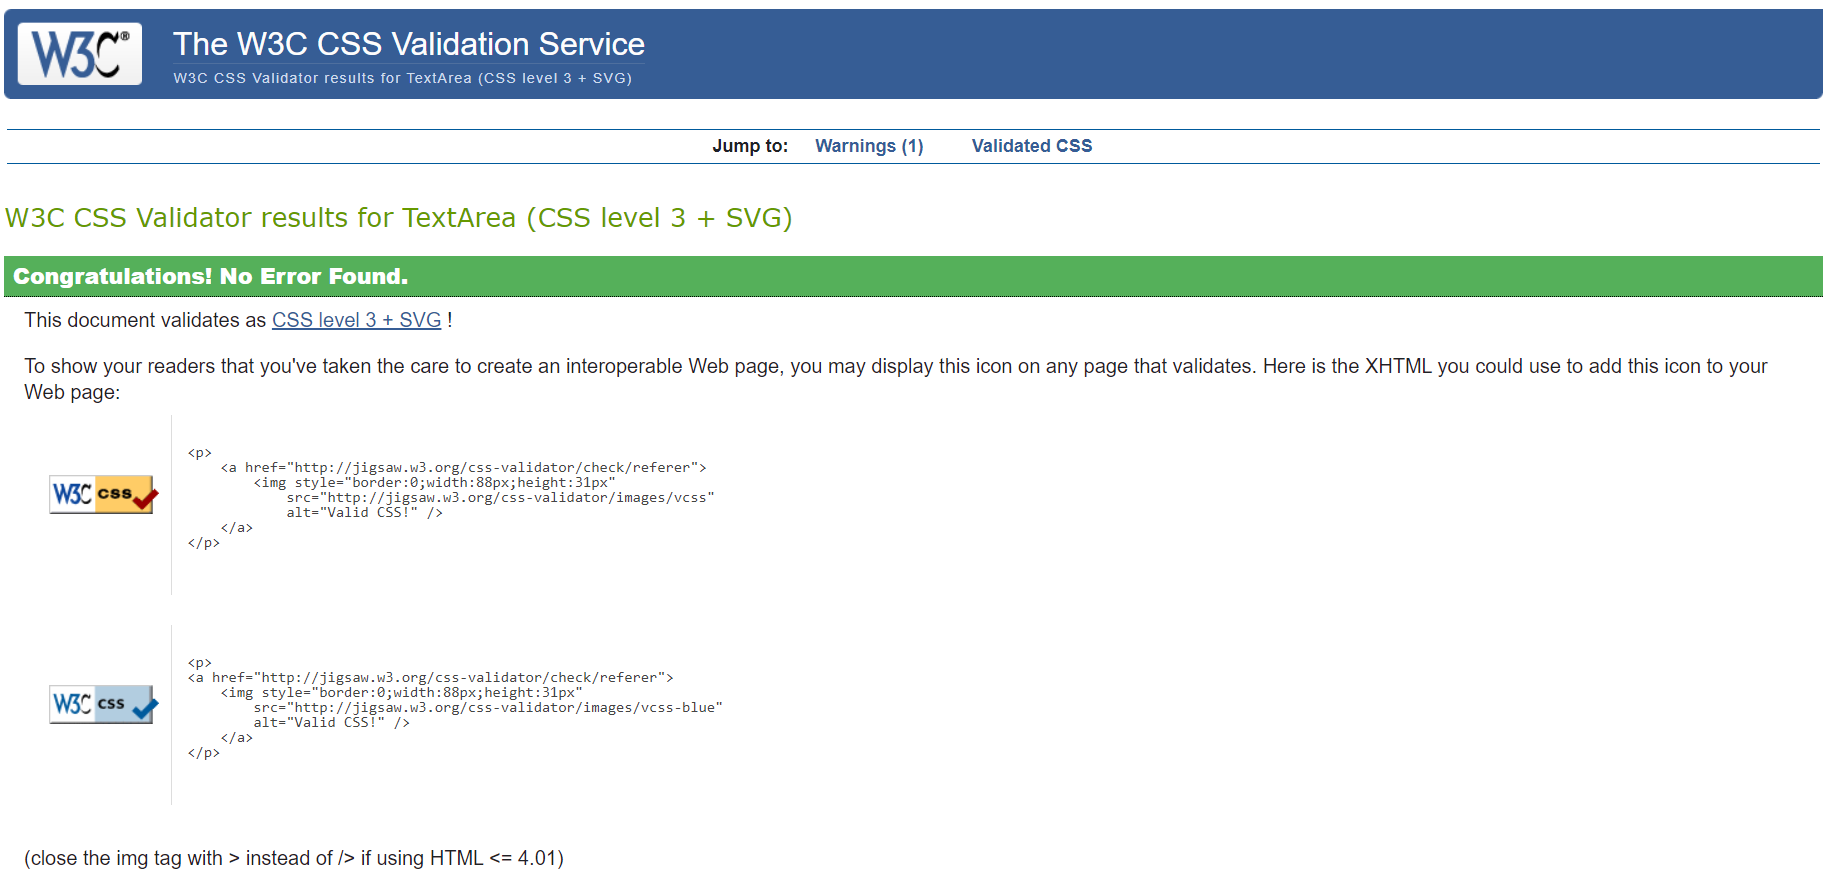 W3C®
The W3C CSS Validation Service
W3C CSS Validator results for TextArea (CSS level 3 + SVG)
Jump to: Warnings (1) Validated CSS
W3C CSS Validator results for TextArea (CSS level 3 + SVG)
Congratulations! No Error Found.
This document validates as CSS level 3 + SVG !
To show your readers that you've taken the care to create an interoperable Web page, you may display this icon on any page that validates. Here is the XHTML you could use to add this icon to your
Web page:
W3C css
<p>
    <a href="http://jigsaw.w3.org/css-validator/check/referer">
        <img style="border:0;width:88px;height:31px"
            src="http://jigsaw.w3.org/css-validator/images/vcss"
            alt="Valid CSS!" />
    </a>
</p>
W3C css
<p>
<a href="http://jigsaw.w3.org/css-validator/check/referer">
    <img style="border:0;width:88px;height:31px"
        src="http://jigsaw.w3.org/css-validator/images/vcss-blue"
        alt="Valid CSS!" />
    </a>
</p>
(close the img tag with > instead of /> if using HTML <= 4.01)